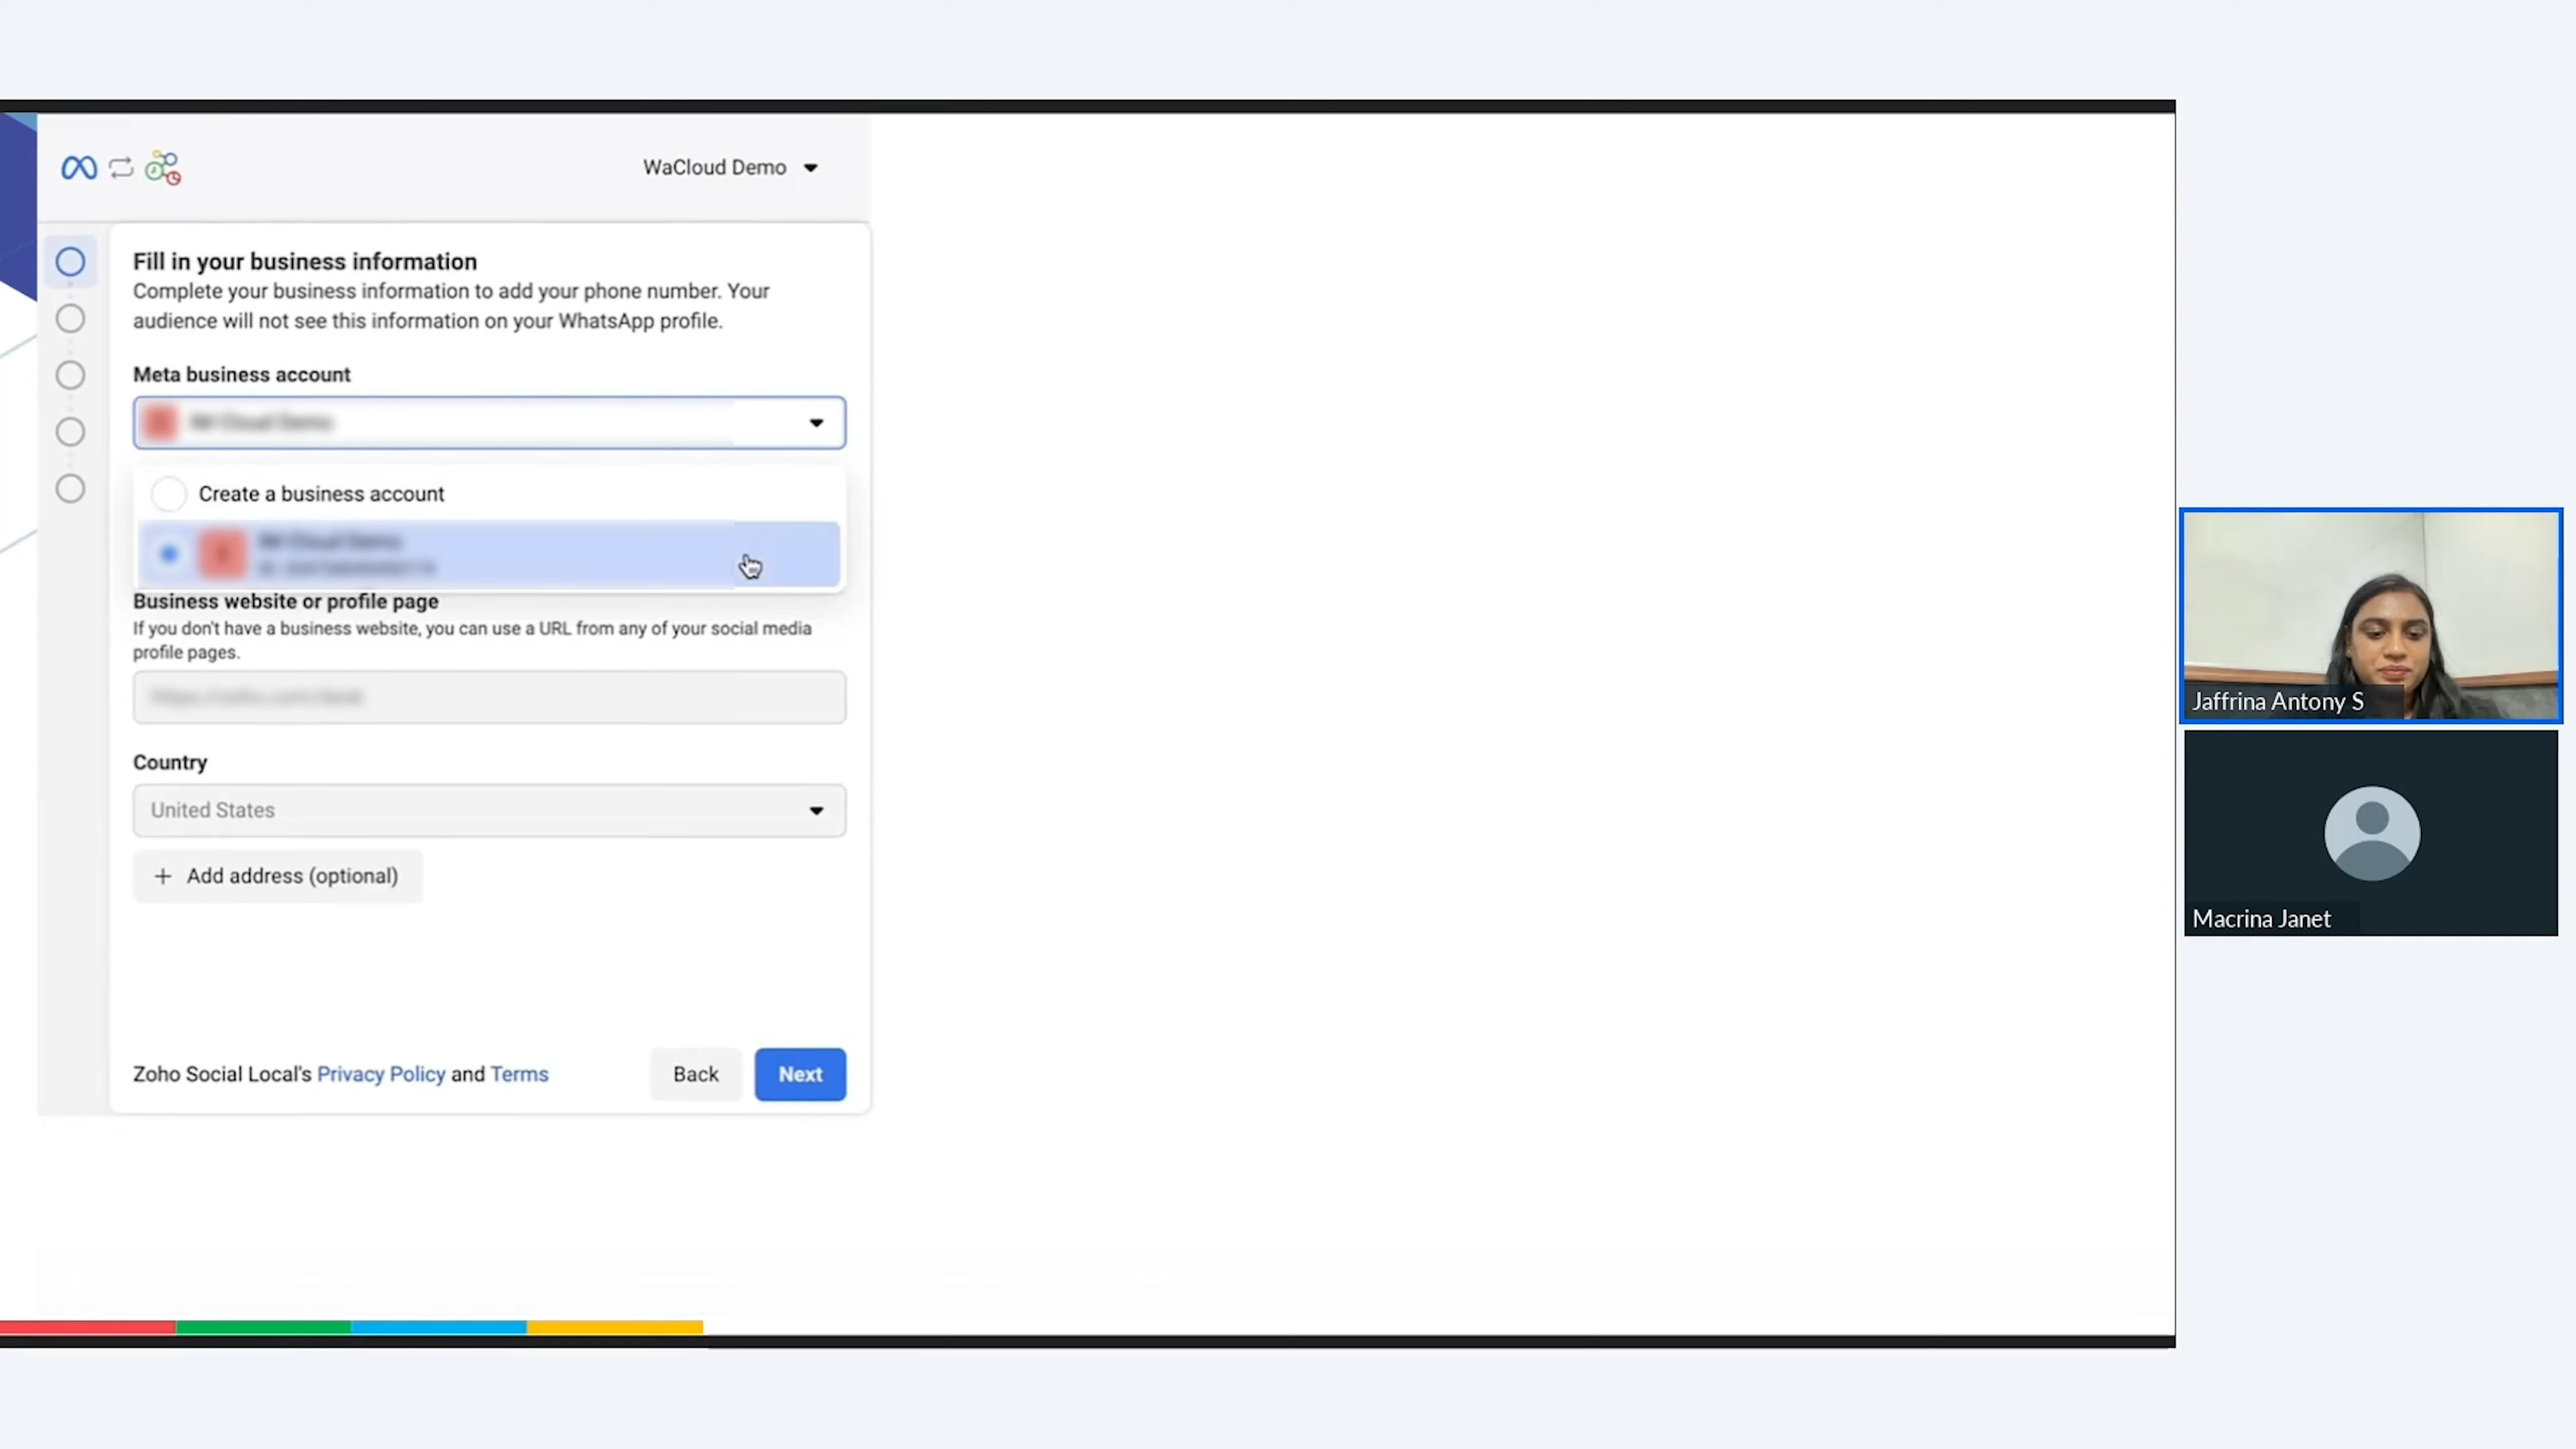 WaCloud Demo
Fill in your business information
Complete your business information to add your phone number. Your
audience will not see this information on your WhatsApp profile.
Meta business account
Create a business account
Business website or profile page
If you don't have a business website, you can use a URL from any of your social media
profile pages.
Country
United States
+ Add address (optional)
Zoho Social Local's Privacy Policy and Terms
Back
Next
Jaffrina Antony S
Macrina Janet